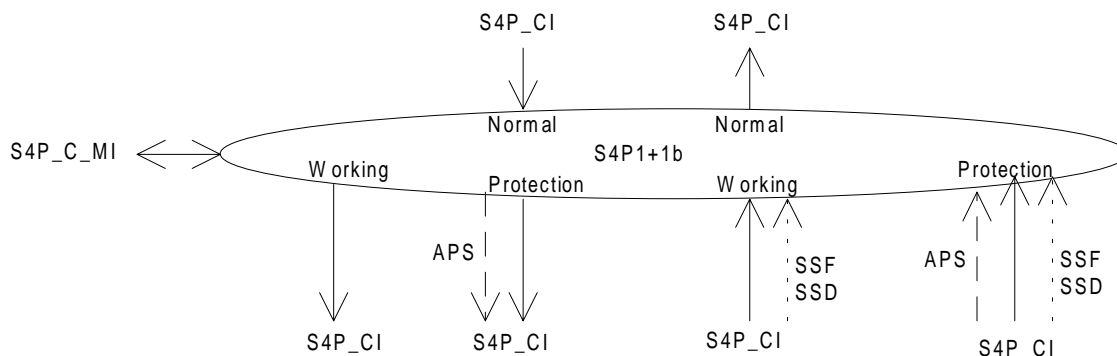 S4P_CI S4P_CI
Normal Normal
S4P_C_MI S4P1+1b
Working Protection Working Protection
APS SSF APS SSF
SSD SSD
S4P_CI S4P_CI S4P_CI S4P_CI